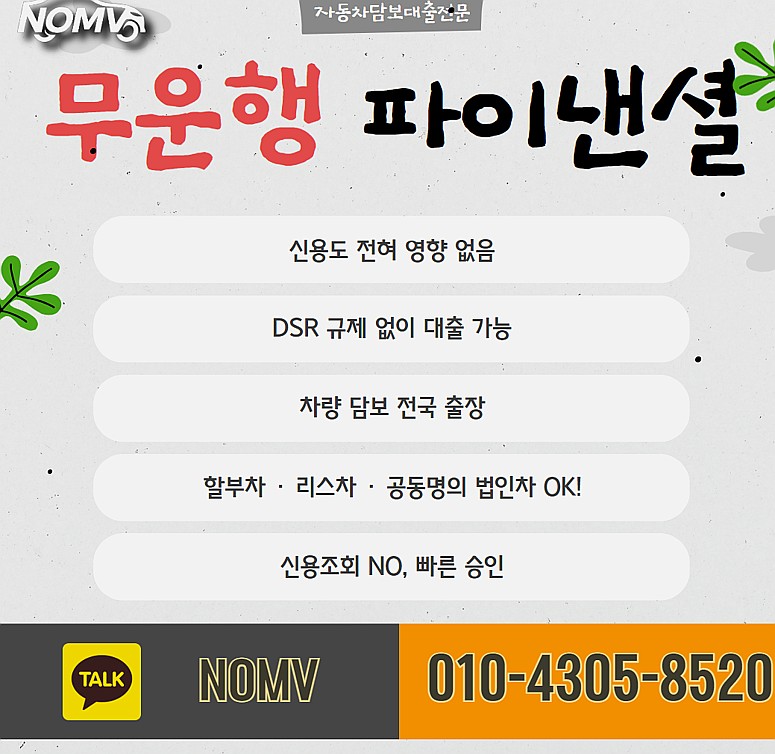 NOMV
자동차담보대출전문
무운행 파이낸셜
신용도 전혀 영향 없음
DSR 규제 없이 대출 가능
차량 담보 전국 출장
할부차 · 리스차 · 공동명의 법인차 OK!
신용조회 NO, 빠른 승인
TALK NOMV 010-4305-8520